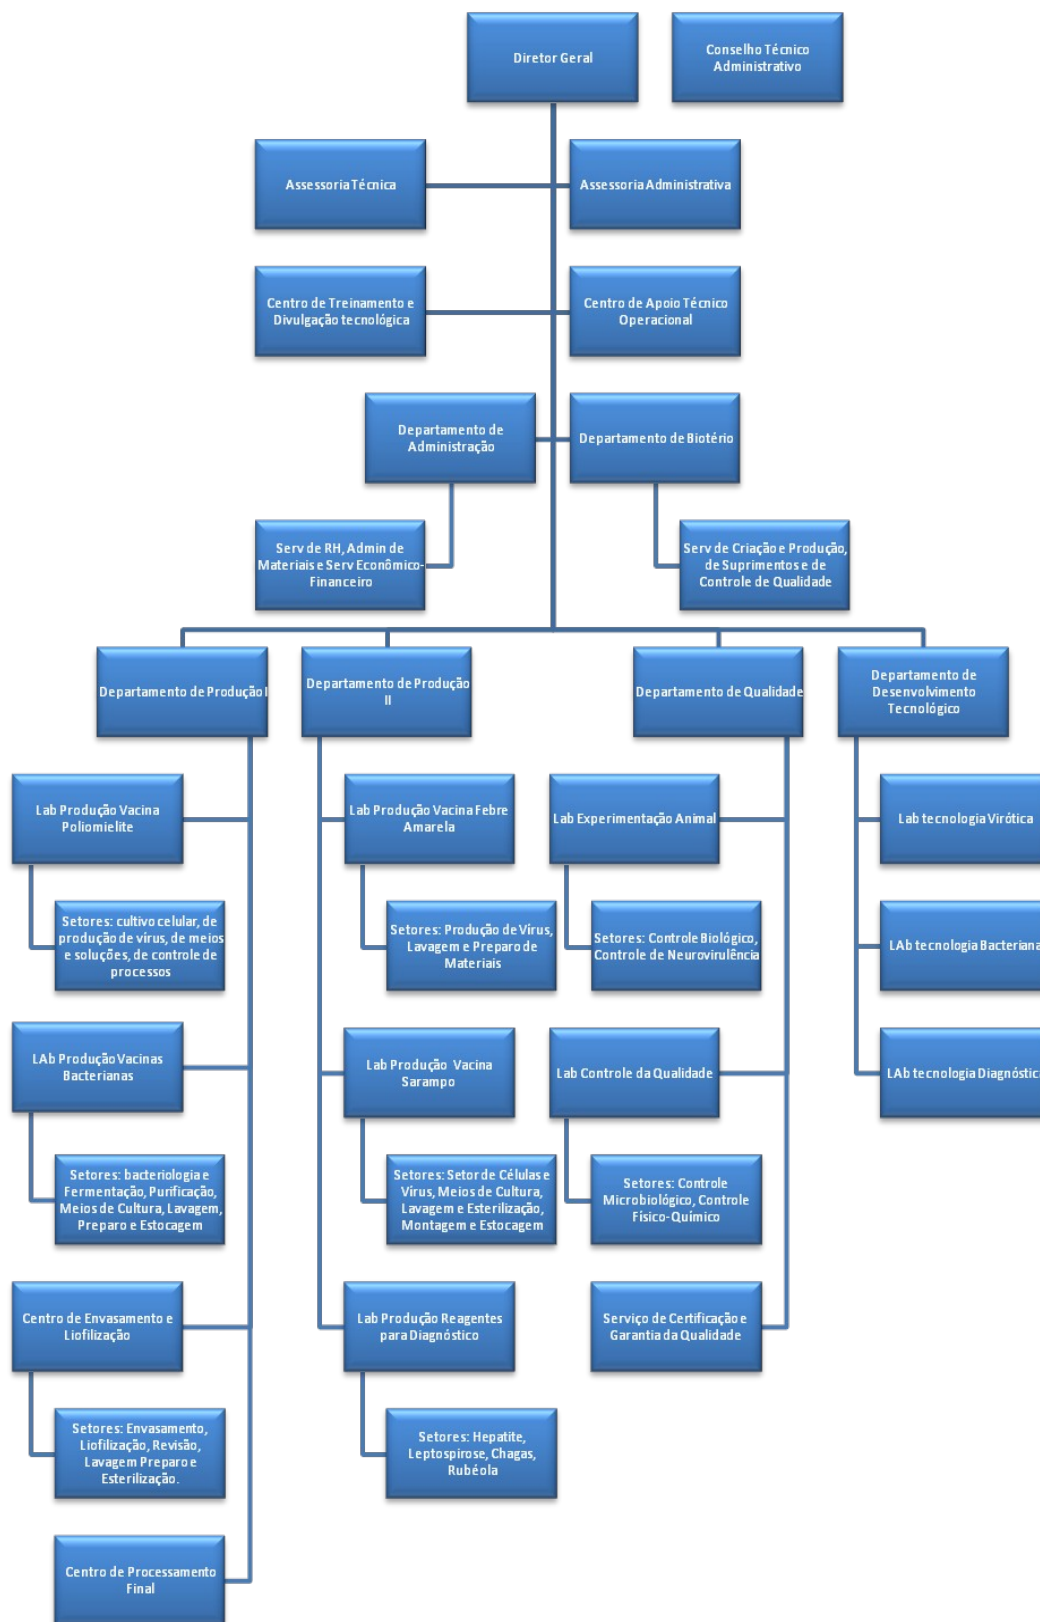 Diretor Geral
Conselho Técnico
Administrativo
Assessoria Técnica
Assessoria Administrativa
Centro de Treinamento e
Divulgação tecnológica
Centro de Apoio Técnico
Operacional
Departamento de
Administração
Departamento de Biotério
Serv de RH, Admin de
Materiais e Serv Econômico-
Financeiro
Serv de Criação e Produção,
de Suprimentos e de
Controle de Qualidade
Departamento de Produção I
Departamento de Produção
II
Departamento de Qualidade
Departamento de
Desenvolvimento
Tecnológico
Lab Produção Vacina
Poliomielite
Lab Produção Vacina Febre
Amarela
Lab Experimentação Animal
Lab tecnologia Virótica
Setores: cultivo celular, de
produção de vírus, de meios
e soluções, de controle de
processos
Setores: Produção de Vírus,
Lavagem e Preparo de
Materiais
Setores: Controle Biológico,
Controle de Neurovirulência
LAb tecnologia Bacteriana
LAb Produção Vacinas
Bacterianas
Lab Produção Vacina
Sarampo
Lab Controle da Qualidade
LAb tecnologia Diagnóstica
Setores: bacteriologia e
Fermentação, Purificação,
Meios de Cultura, Lavagem,
Preparo e Estocagem
Setores: Setor de Células e
Vírus, Meios de Cultura,
Lavagem e Esterilização,
Montagem e Estocagem
Setores: Controle
Microbiológico, Controle
Físico-Químico
Centro de Envasamento e
Liofilização
Lab Produção Reagentes
para Diagnóstico
Serviço de Certificação e
Garantia da Qualidade
Setores: Envasamento,
Liofilização, Revisão,
Lavagem Preparo e
Esterilização.
Setores: Hepatite,
Leptospirose, Chagas,
Rubéola
Centro de Processamento
Final